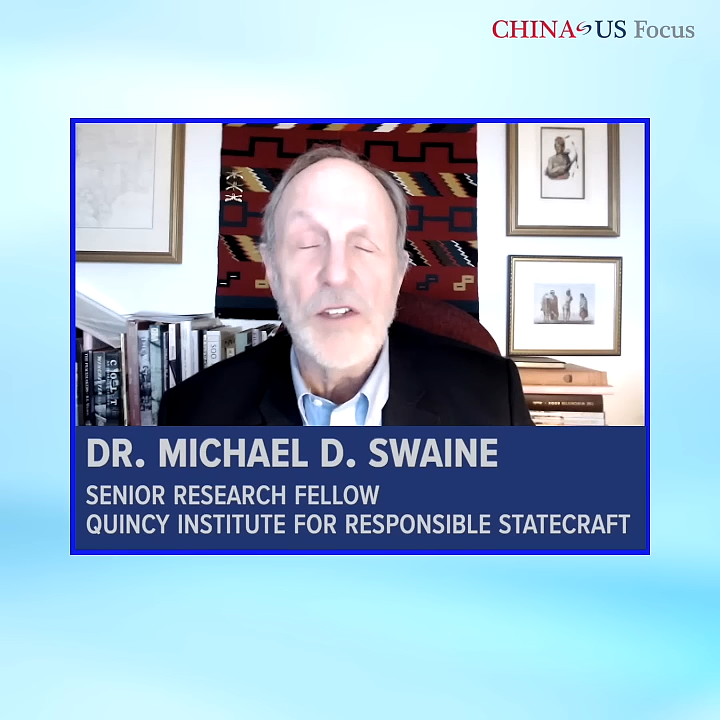 CHINA US Focus
DR. MICHAEL D. SWAINE
SENIOR RESEARCH FELLOW
QUINCY INSTITUTE FOR RESPONSIBLE STATECRAFT